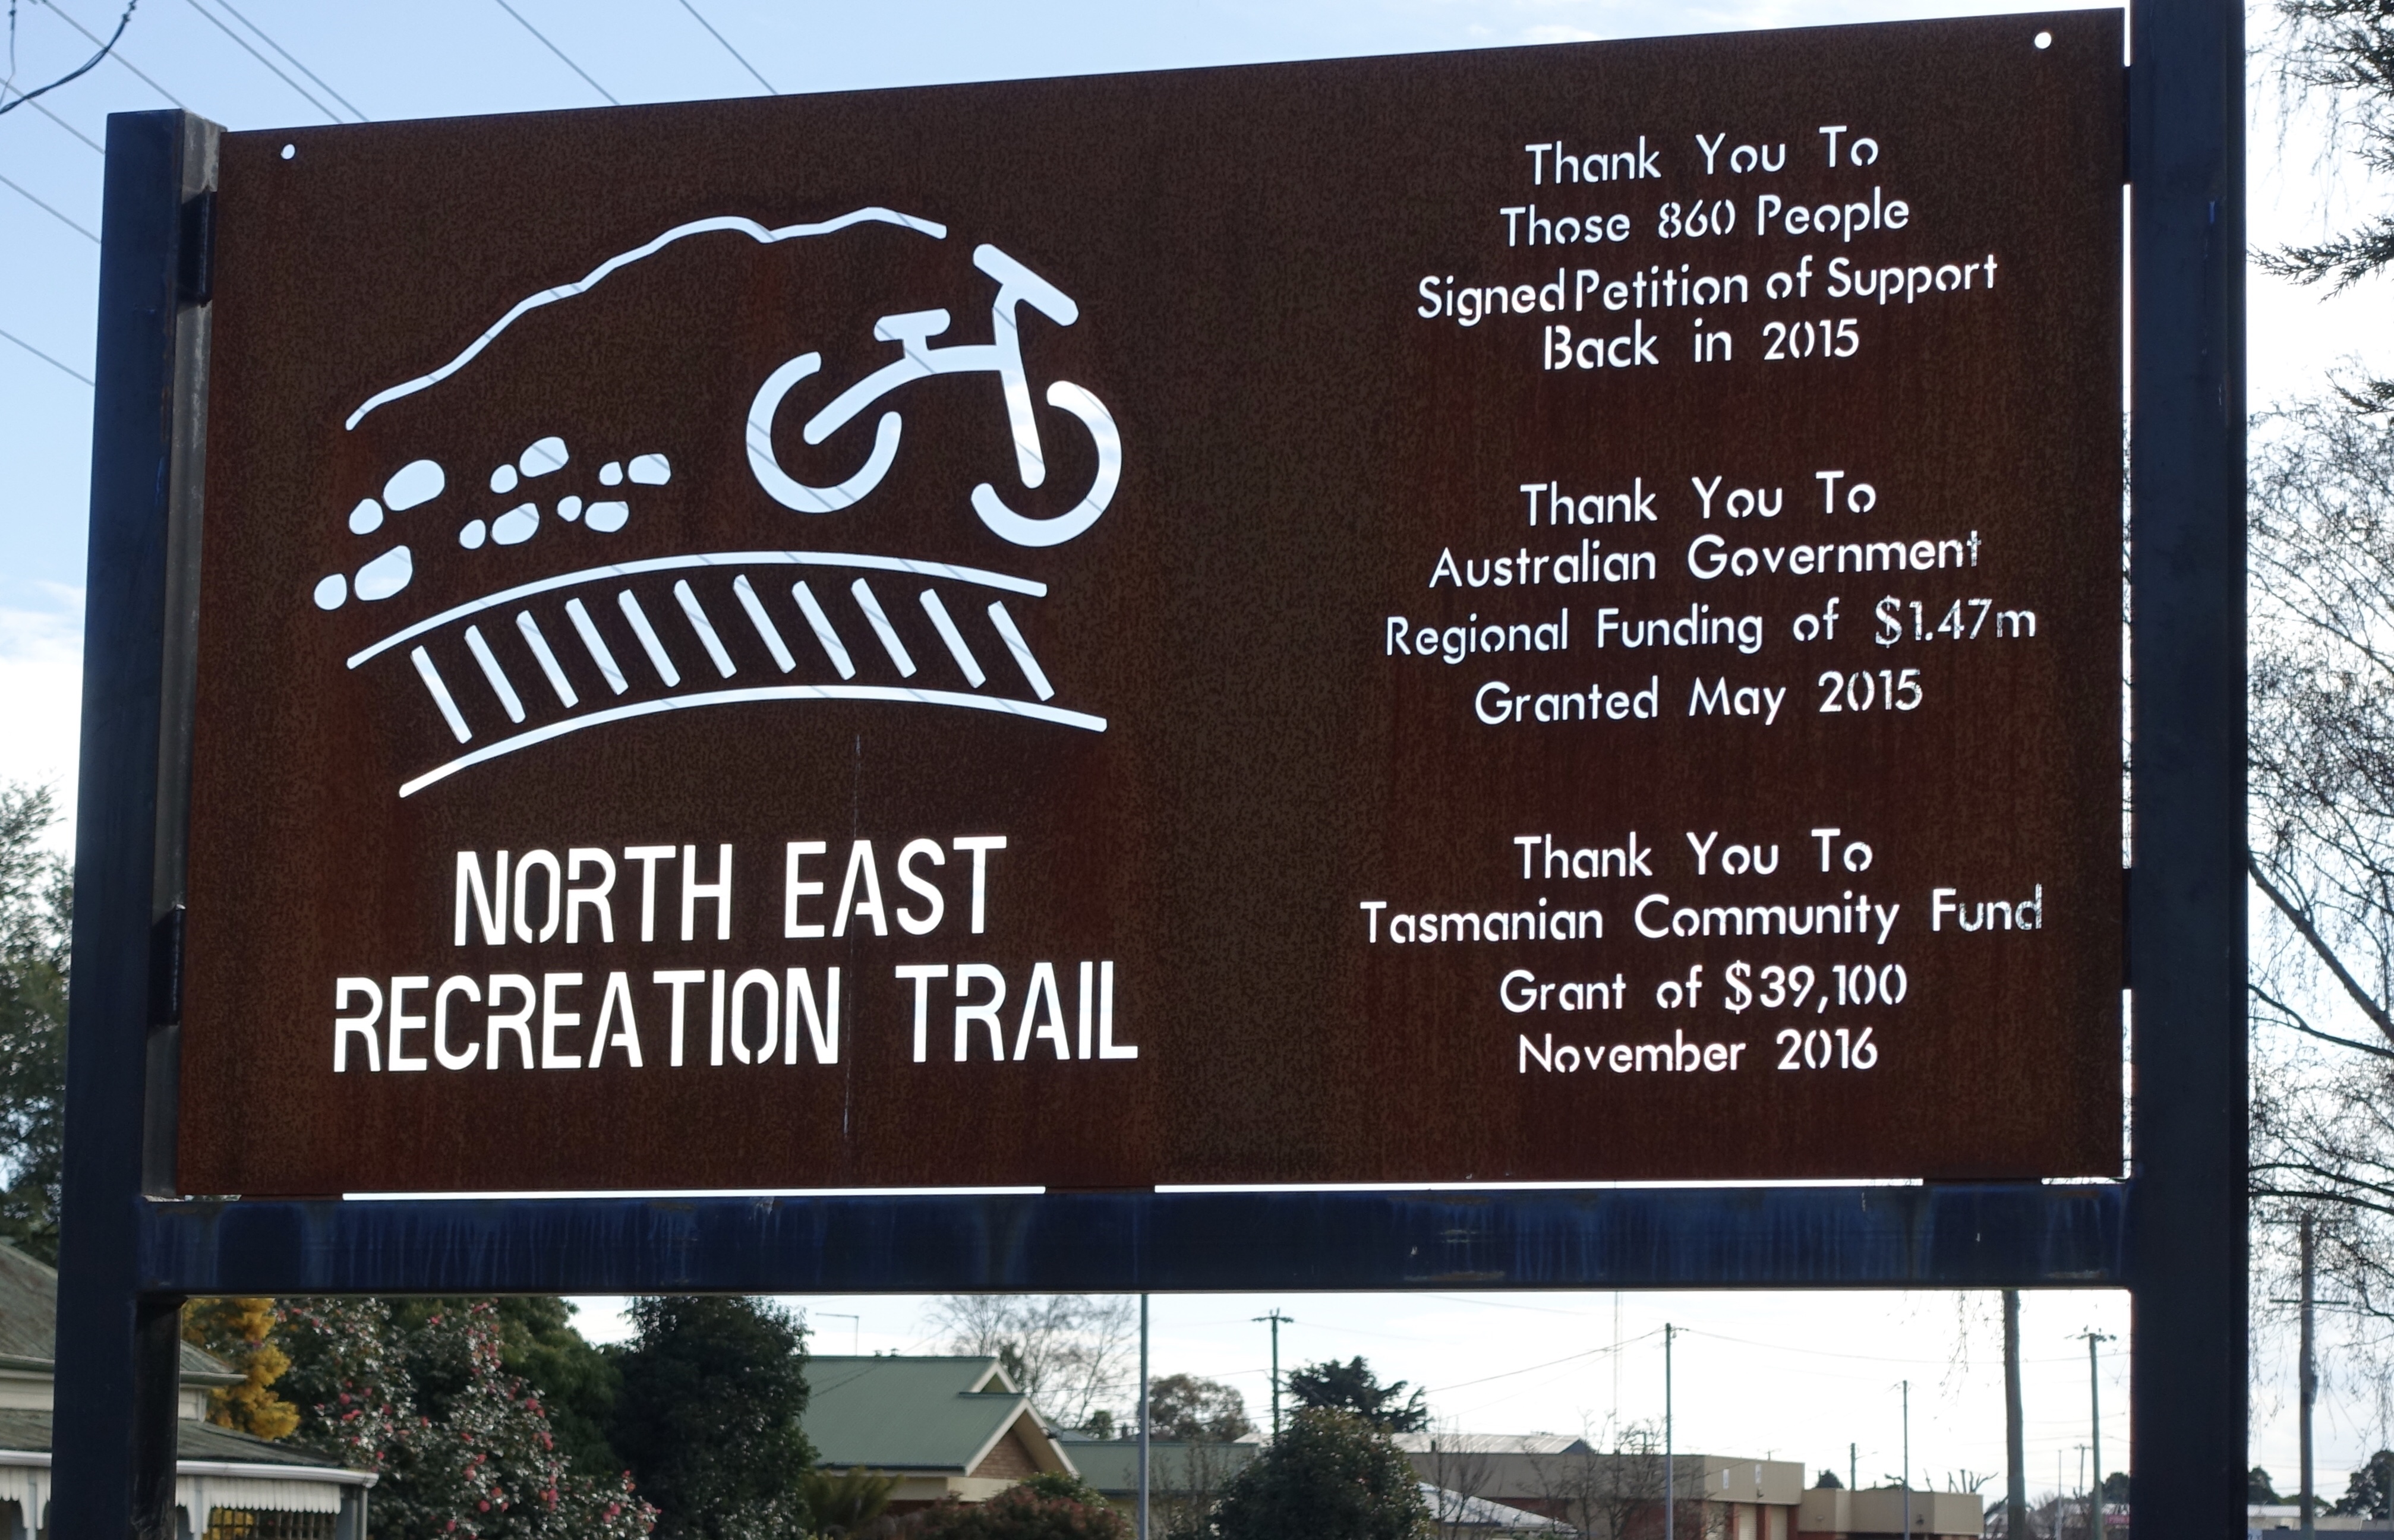 NORTH EAST
RECREATION TRAIL
Thank You To
Those 860 People
Signed Petition of Support
Back in 2015
Thank You To
Australian Government
Regional Funding of $1.47m
Granted May 2015
Thank You To
Tasmanian Community Fund
Grant of $39,100
November 2016